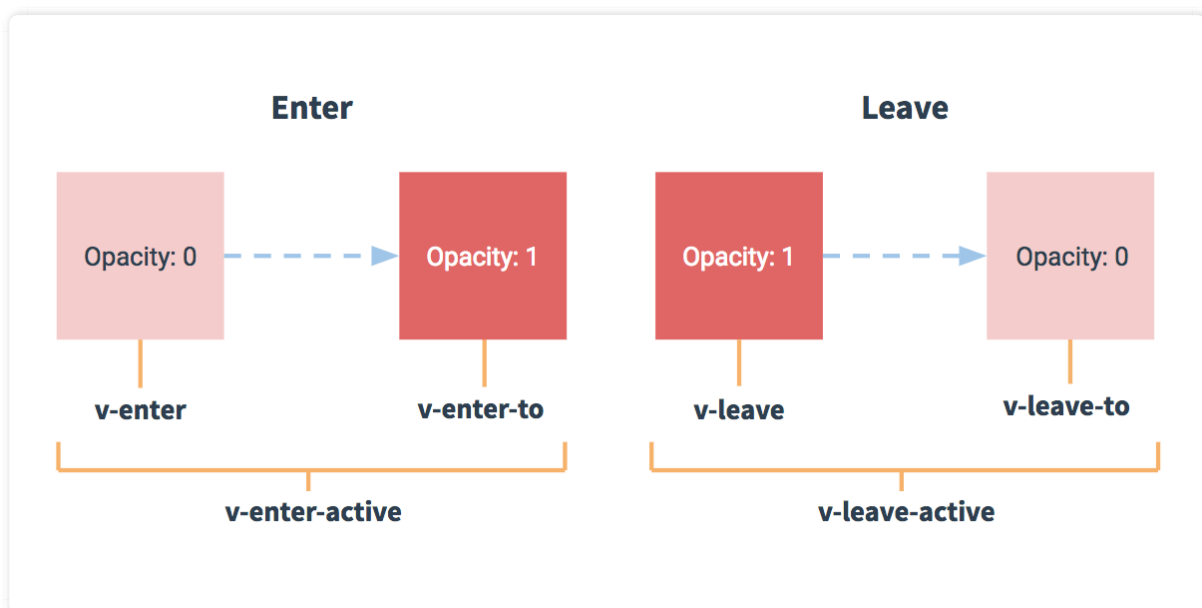 Enter
Leave
Opacity: 0
Opacity: 1
Opacity: 1
Opacity: 0
v-enter
v-enter-to
v-leave
v-leave-to
v-enter-active
v-leave-active